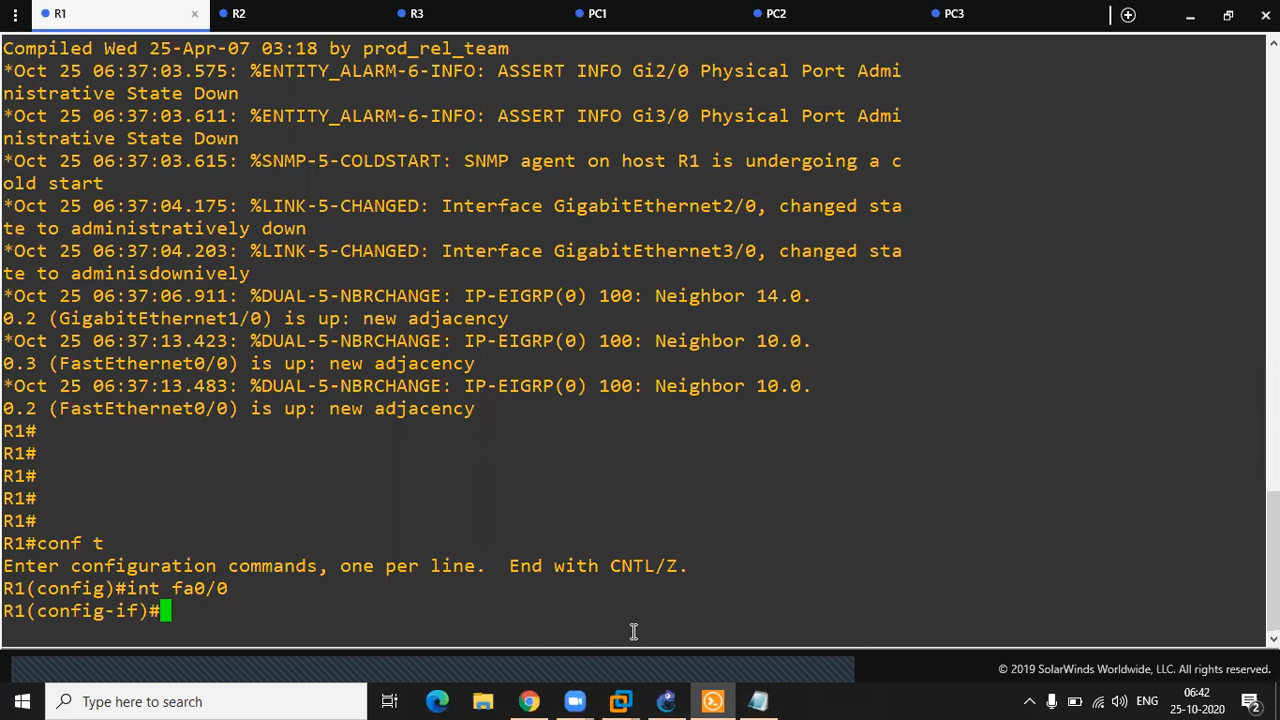 R1
R2
R3
PC1
PC2
PC3
Compiled Wed 25-Apr-07 03:18 by prod_rel_team
*Oct 25 06:37:03.575: %ENTITY_ALARM-6-INFO: ASSERT INFO Gi2/0 Physical Port Admi
nistrative State Down
*Oct 25 06:37:03.611: %ENTITY_ALARM-6-INFO: ASSERT INFO Gi3/0 Physical Port Admi
nistrative State Down
*Oct 25 06:37:03.615: %SNMP-5-COLDSTART: SNMP agent on host R1 is undergoing a c
old start
*Oct 25 06:37:04.175: %LINK-5-CHANGED: Interface GigabitEthernet2/0, changed sta
te to administratively down
*Oct 25 06:37:04.203: %LINK-5-CHANGED: Interface GigabitEthernet3/0, changed sta
te to adminisdownively
*Oct 25 06:37:06.911: %DUAL-5-NBRCHANGE: IP-EIGRP(0) 100: Neighbor 14.0.
0.2 (GigabitEthernet1/0) is up: new adjacency
*Oct 25 06:37:13.423: %DUAL-5-NBRCHANGE: IP-EIGRP(0) 100: Neighbor 10.0.
0.3 (FastEthernet0/0) is up: new adjacency
*Oct 25 06:37:13.483: %DUAL-5-NBRCHANGE: IP-EIGRP(0) 100: Neighbor 10.0.
0.2 (FastEthernet0/0) is up: new adjacency
R1#
R1#
R1#
R1#
R1#
R1#conf t
Enter configuration commands, one per line.  End with CNTL/Z.
R1(config)#int fa0/0
R1(config-if)#
© 2019 SolarWinds Worldwide, LLC. All rights reserved.
Type here to search
ENG
06:42
25-10-2020
2